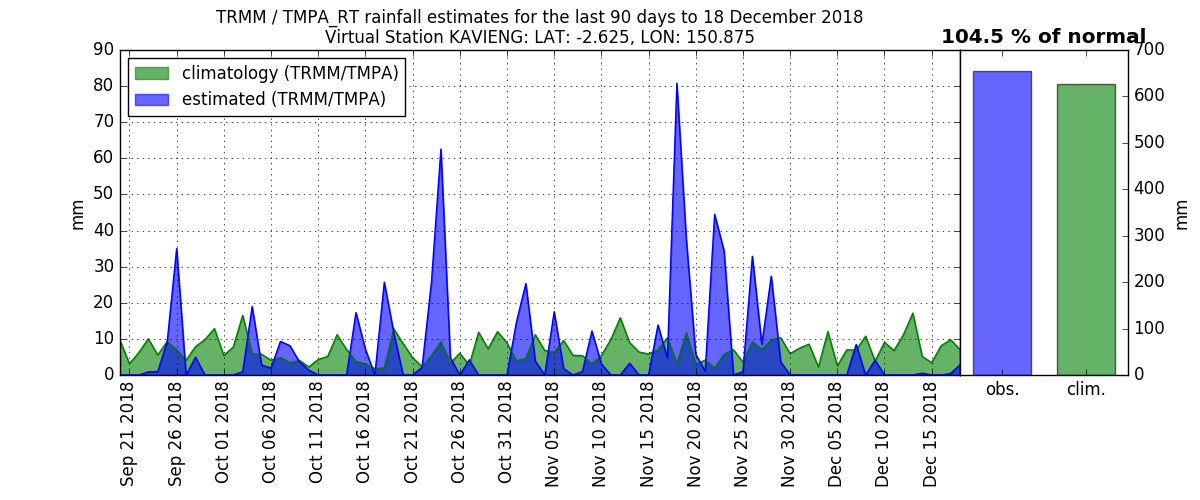 TRMM / TMPA_RT rainfall estimates for the last 90 days to 18 December 2018
Virtual Station KAVIENG: LAT: -2.625, LON: 150.875
104.5 % of normal
climatology (TRMM/TMPA)
estimated (TRMM/TMPA)
90
80
70
60
50
40
30
20
10
0
mm
Sep 21 2018
Sep 26 2018
Oct 01 2018
Oct 06 2018
Oct 11 2018
Oct 16 2018
Oct 21 2018
Oct 26 2018
Oct 31 2018
Nov 05 2018
Nov 10 2018
Nov 15 2018
Nov 20 2018
Nov 25 2018
Nov 30 2018
Dec 05 2018
Dec 10 2018
Dec 15 2018
obs.
clim.
700
600
500
400
300
200
100
0
mm